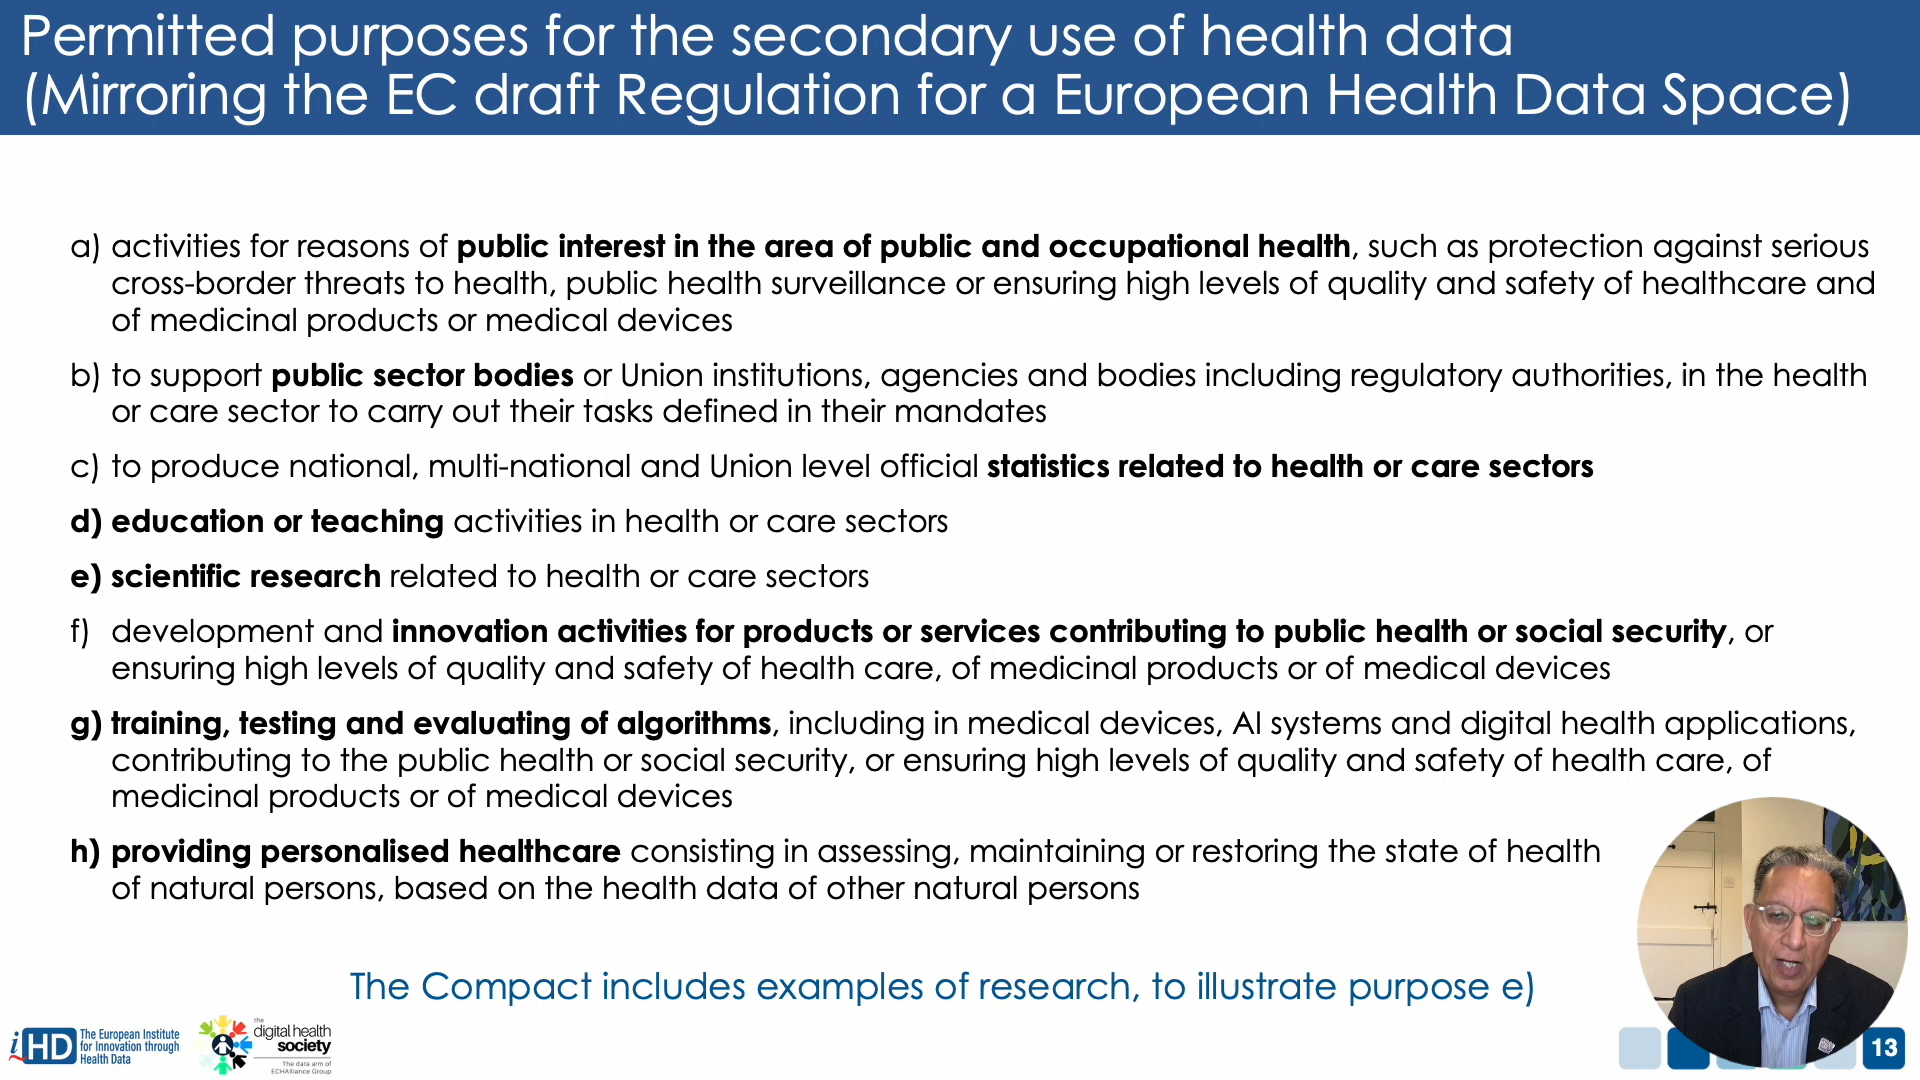 Permitted purposes for the secondary use of health data
(Mirroring the EC draft Regulation for a European Health Data Space)
a) activities for reasons of public interest in the area of public and occupational health, such as protection against serious
cross-border threats to health, public health surveillance or ensuring high levels of quality and safety of healthcare and
of medicinal products or medical devices
b) to support public sector bodies or Union institutions, agencies and bodies including regulatory authorities, in the health
or care sector to carry out their tasks defined in their mandates
c) to produce national, multi-national and Union level official statistics related to health or care sectors
d) education or teaching activities in health or care sectors
e) scientific research related to health or care sectors
f) development and innovation activities for products or services contributing to public health or social security, or
ensuring high levels of quality and safety of health care, of medicinal products or of medical devices
g) training, testing and evaluating of algorithms, including in medical devices, AI systems and digital health applications,
contributing to the public health or social security, or ensuring high levels of quality and safety of health care, of
medicinal products or of medical devices
h) providing personalised healthcare consisting in assessing, maintaining or restoring the state of health
of natural persons, based on the health data of other natural persons
The Compact includes examples of research, to illustrate purpose e)
iHD
The European Institute
for Innovation through
Health Data
the
digital health
society
The data arm of
ECHAlliance Group
13